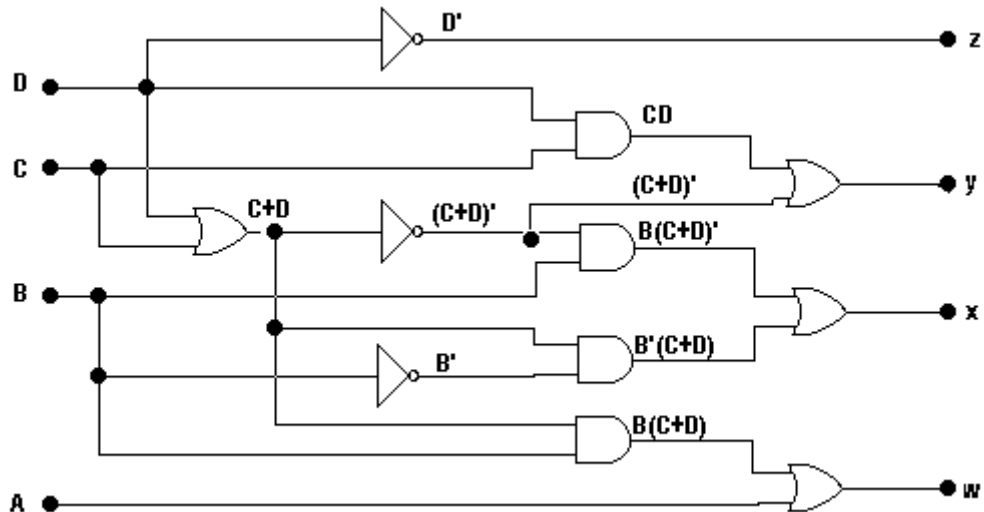 D'
z
D
CD
C
(C+D)'
y
C+D
(C+D)'
B(C+D)'
B
x
B'
B'(C+D)
B(C+D)
A
w